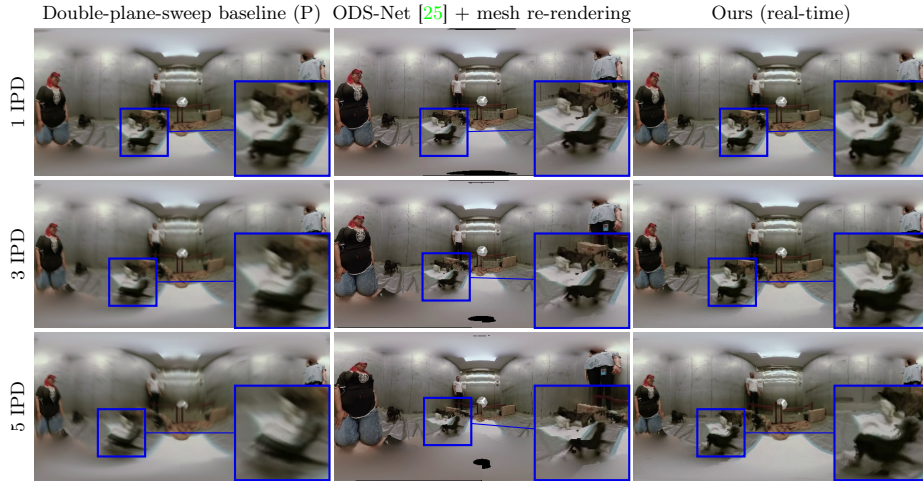 Double-plane-sweep baseline (P)
ODS-Net [25] + mesh re-rendering
Ours (real-time)
1 IPD
3 IPD
5 IPD